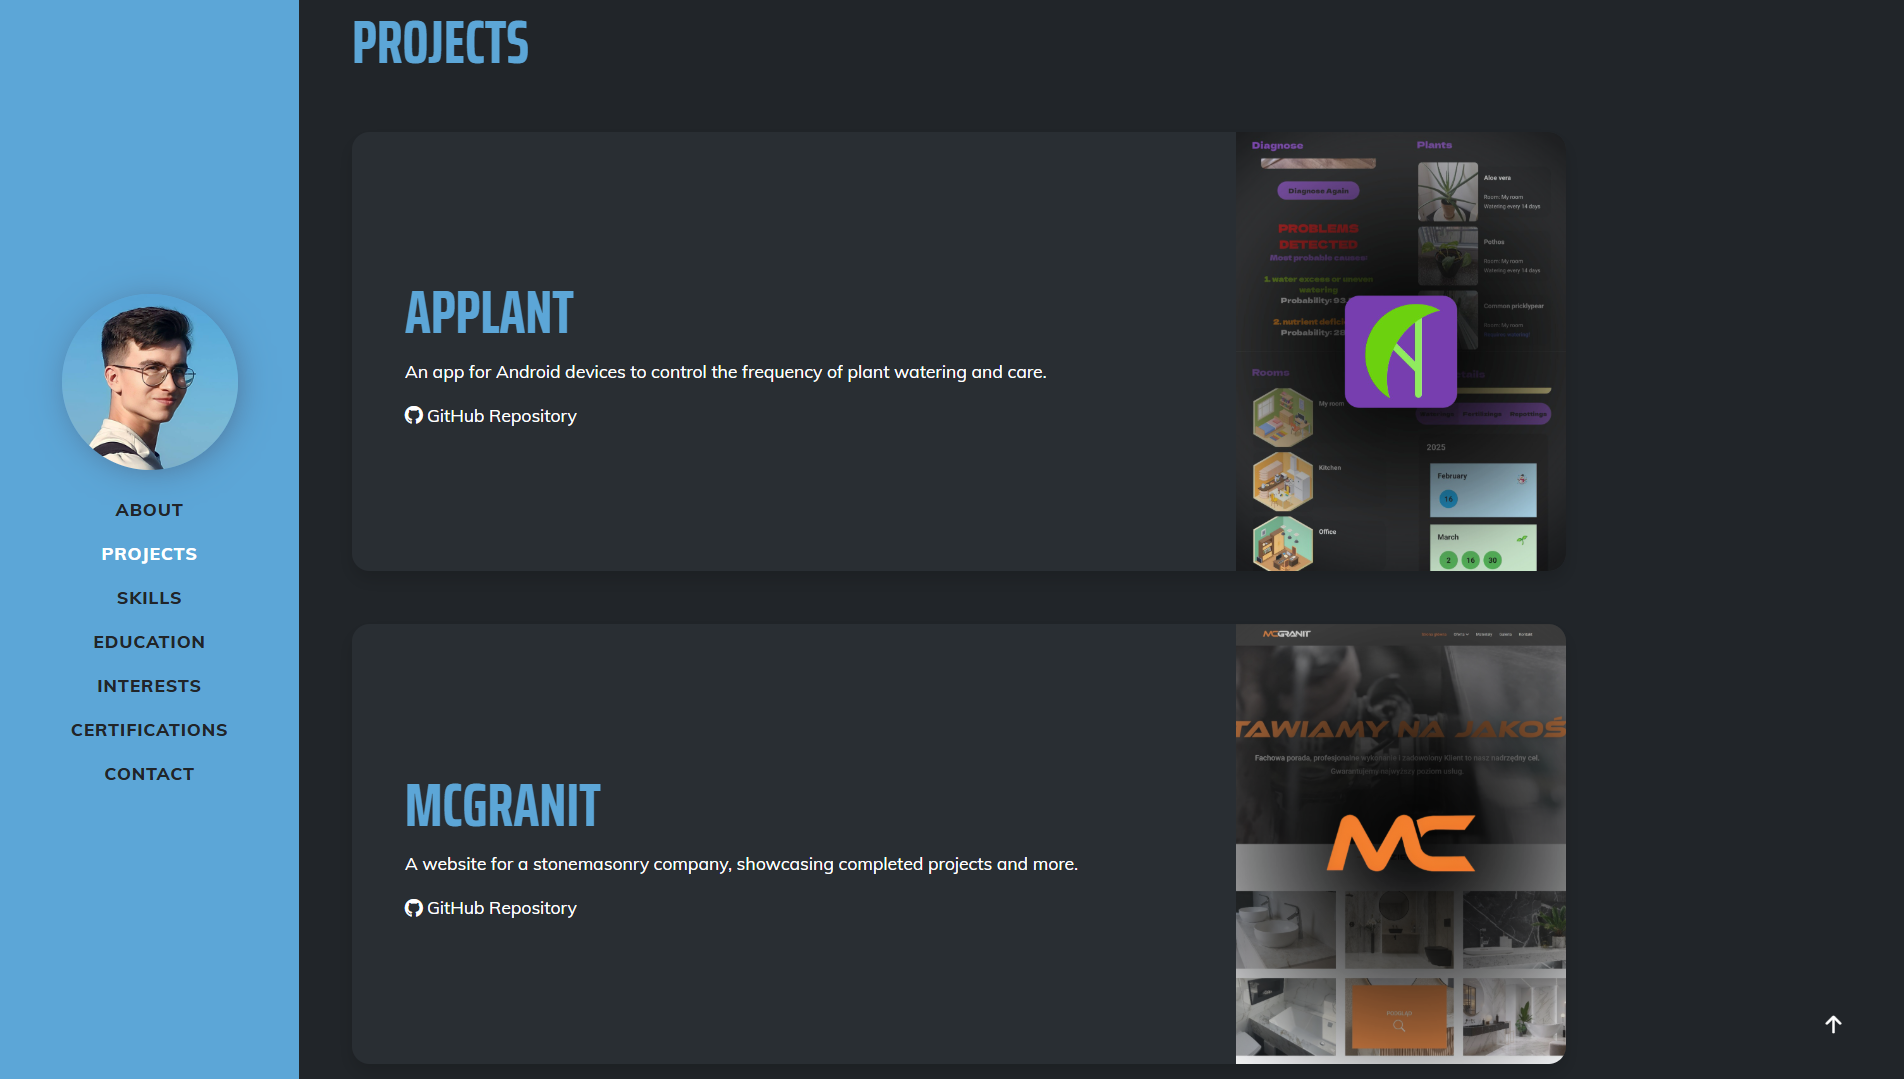 PROJECTS
ABOUT
PROJECTS
SKILLS
EDUCATION
INTERESTS
CERTIFICATIONS
CONTACT
APPLANT
An app for Android devices to control the frequency of plant watering and care.
GitHub Repository
Diagnose
Diagnose Again
PROBLEMS
DETECTED
Most probable causes:
1. water excess or uneven
watering
Probability: 93.
2. nutrient defici
Probability: 28
Plants
Aloe vera
Room: My room
Watering every 14 days
Pothos
Room: My room
Watering every 14 days
Common pricklypear
Room: My room
Rooms
My room
Kitchen
Office
2025
February
16
March
2 16 30
MCGRANIT
A website for a stonemasonry company, showcasing completed projects and more.
GitHub Repository
MCGRANIT
Oferta
Materiały
Galeria
Kontakt
TAWIAMY NA JAKOŚ
Fachowa porada, profesjonalne wykonanie i zadowolony Klient to nasz nadrzędny cel.
Gwarantujemy najwyższy poziom usług.
MC